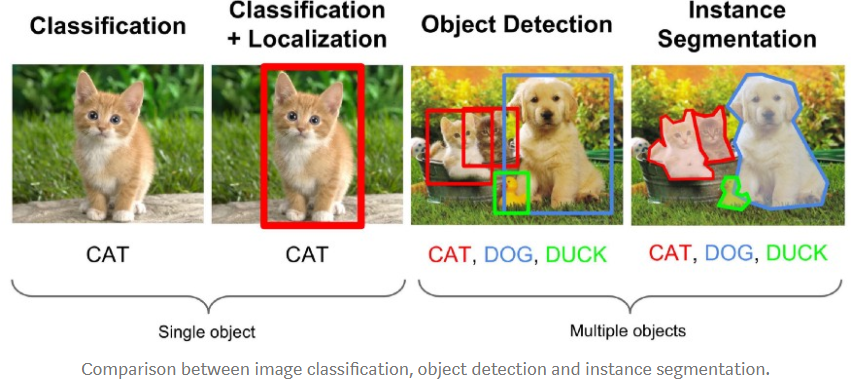 Classification
Classification
+ Localization
Object Detection
Instance
Segmentation
CAT
CAT
CAT, DOG, DUCK
CAT, DOG, DUCK
Single object
Multiple objects
Comparison between image classification, object detection and instance segmentation.